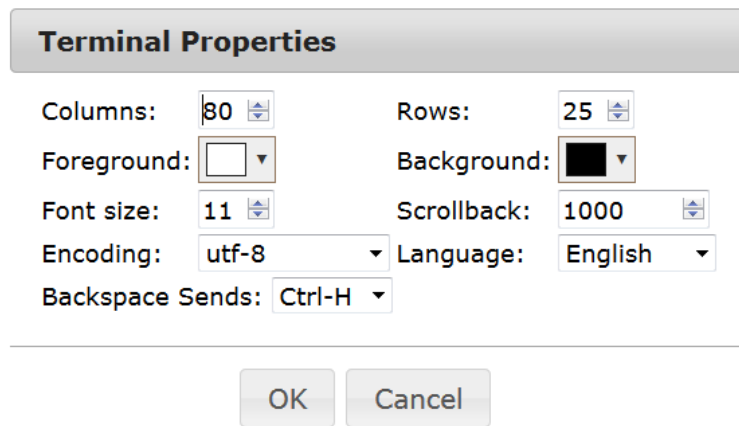 Terminal Properties
Columns: 80 Rows: 25
Foreground: Background:
Font size: 11 Scrollback: 1000
Encoding: utf-8 Language: English
Backspace Sends: Ctrl-H
OK Cancel